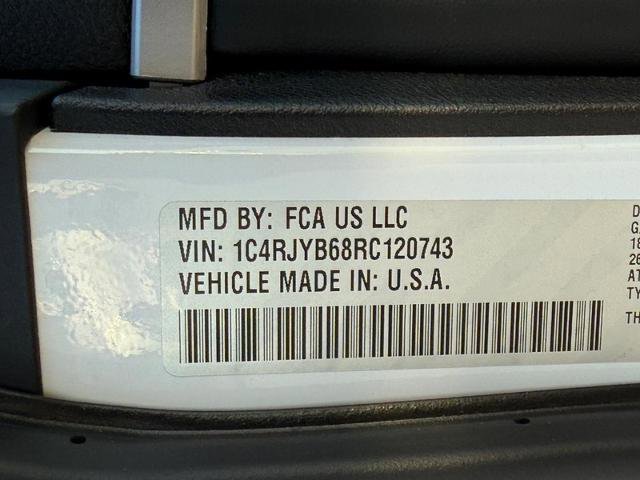 MFD BY: FCA US LLC
VIN: 1C4RJYB68RC120743
VEHICLE MADE IN: U.S.A.